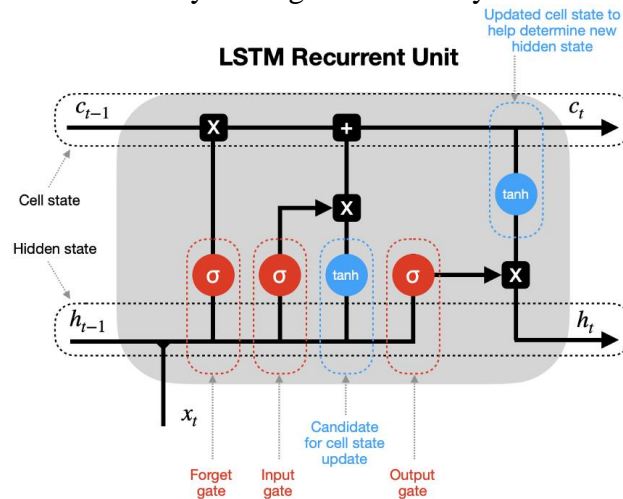 Updated cell state to
help determine new
hidden state
LSTM Recurrent Unit
c_{t−1}
c_t
X
+
tanh
X
Cell state
Hidden state
σ
σ
tanh
σ
X
h_{t−1}
h_t
x_t
Candidate
for cell state
update
Forget
gate
Input
gate
Output
gate